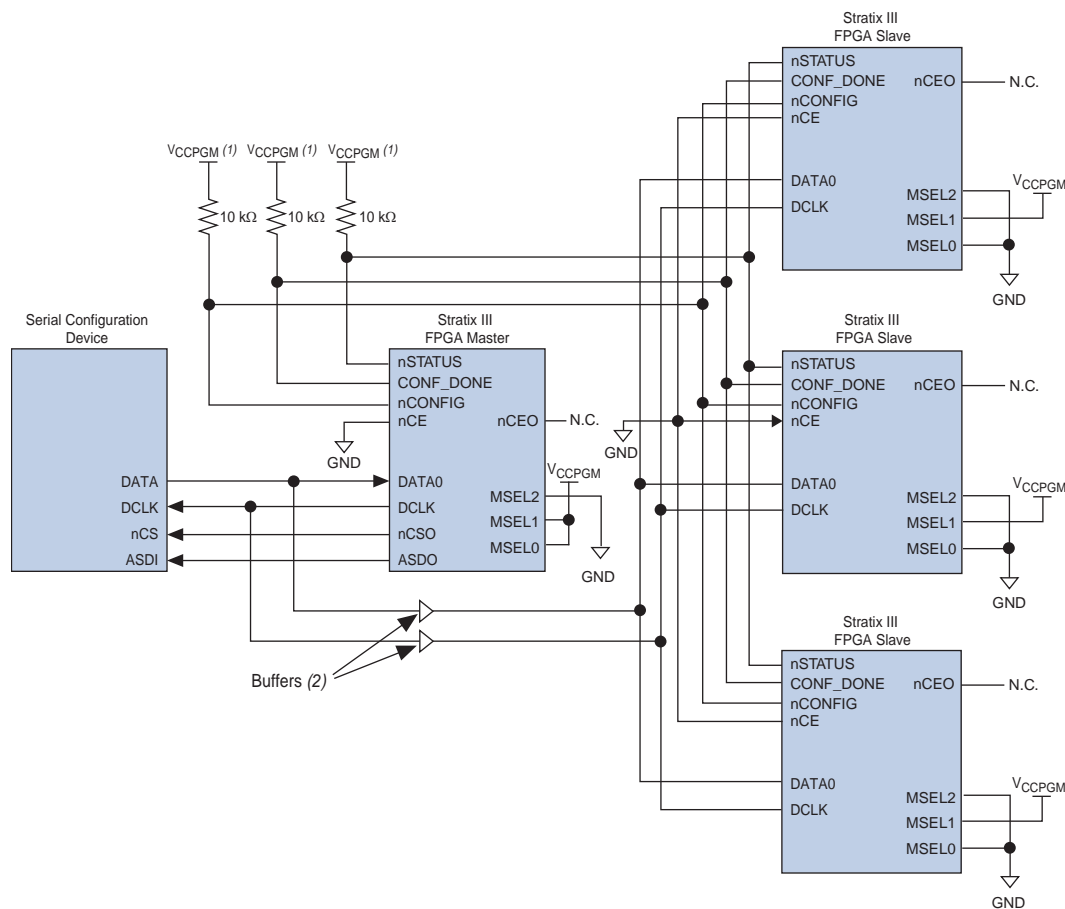 Stratix III
FPGA Slave
nSTATUS
CONF_DONE
nCEO
N.C.
nCONFIG
nCE
DATA0
DCLK
MSEL2
MSEL1
MSEL0
VCCPGM
GND
VCCPGM (1)
VCCPGM (1)
VCCPGM (1)
10 kΩ
10 kΩ
10 kΩ
Serial Configuration
Device
DATA
DCLK
nCS
ASDI
Stratix III
FPGA Master
nSTATUS
CONF_DONE
nCONFIG
nCE
nCEO
N.C.
GND
DATA0
DCLK
nCSO
ASDO
MSEL2
MSEL1
MSEL0
VCCPGM
GND
Buffers (2)
Stratix III
FPGA Slave
nSTATUS
CONF_DONE
nCEO
N.C.
nCONFIG
nCE
GND
DATA0
DCLK
MSEL2
MSEL1
MSEL0
VCCPGM
GND
Stratix III
FPGA Slave
nSTATUS
CONF_DONE
nCEO
N.C.
nCONFIG
nCE
DATA0
DCLK
MSEL2
MSEL1
MSEL0
VCCPGM
GND